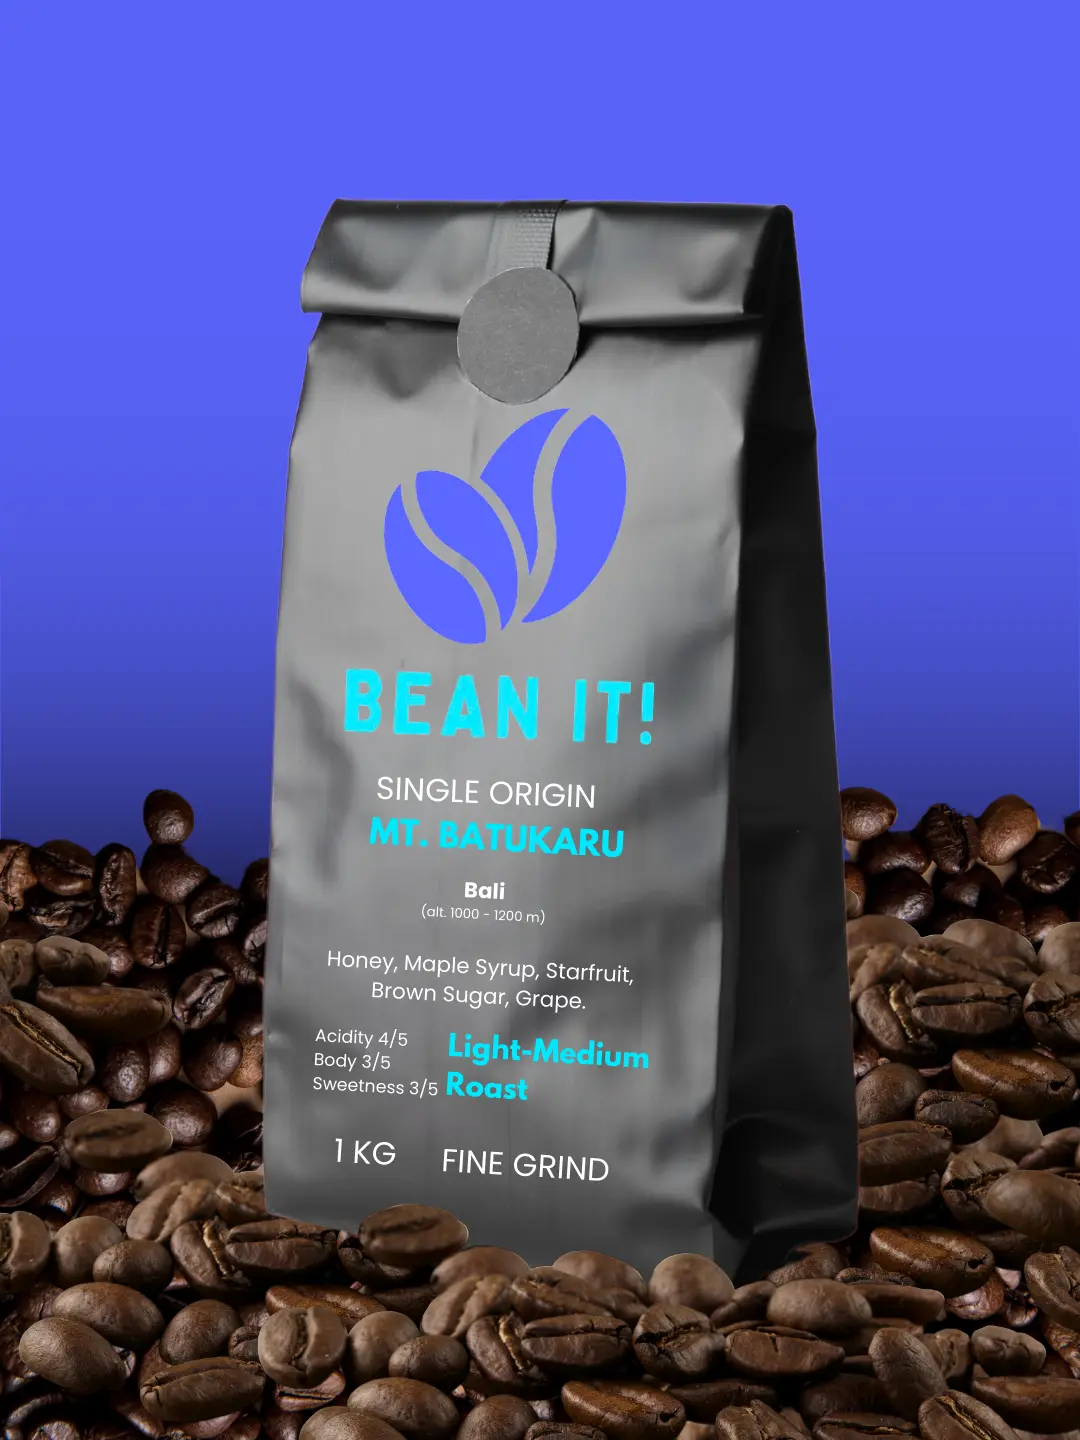 BEAN IT!
SINGLE ORIGIN
MT. BATUKARU
Bali
(alt. 1000 - 1200 m)
Honey, Maple Syrup, Starfruit,
Brown Sugar, Grape.
Acidity 4/5
Body 3/5
Sweetness 3/5
Light-Medium
Roast
1 KG
FINE GRIND